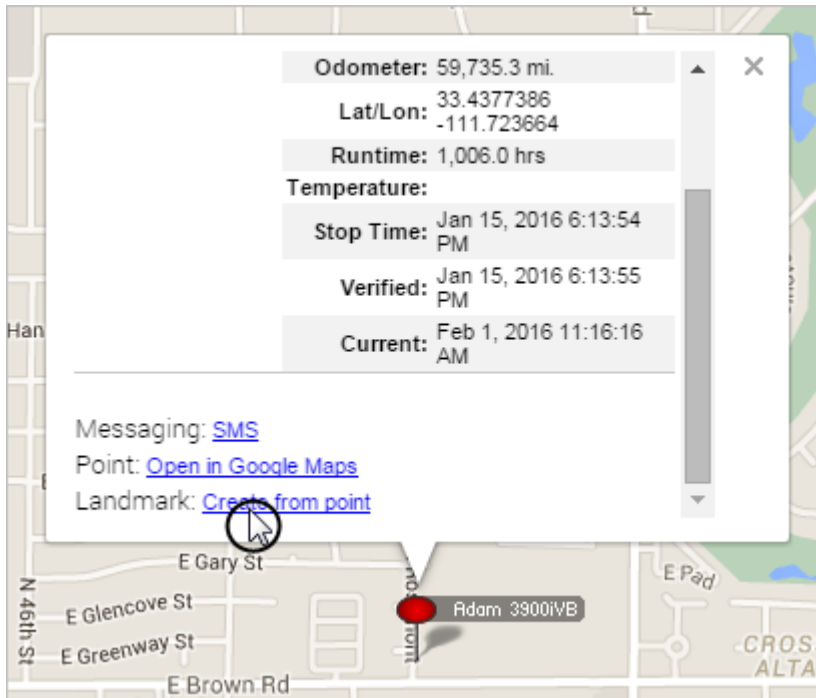 Odometer: 59,735.3 mi.
Lat/Lon: 33.4377386
-111.723664
Runtime: 1,006.0 hrs
Temperature:
Stop Time: Jan 15, 2016 6:13:54
PM
Verified: Jan 15, 2016 6:13:55
PM
Current: Feb 1, 2016 11:16:16
AM
Han
Messaging: SMS
Point: Open in Google Maps
Landmark: Create from point
E Gary St
E Pad
N 46th St
E Glencove St
Adam 3900iVB
E Greenway St
CROS
ALTA
E Brown Rd